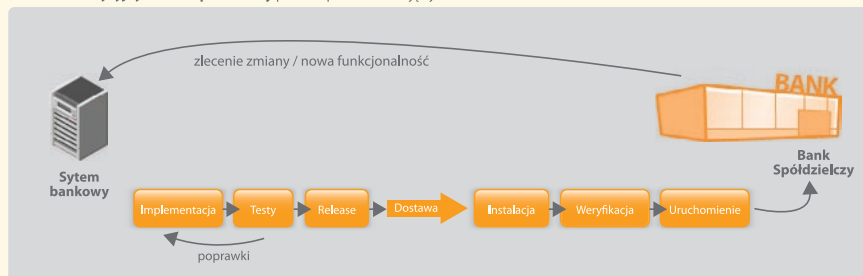 zlecenie zmiany / nowa funkcjonalność
BANK
Sytem
bankowy
Bank
Spółdzielczy
Implementacja
Testy
Release
Dostawa
Instalacja
Weryfikacja
Uruchomienie
poprawki